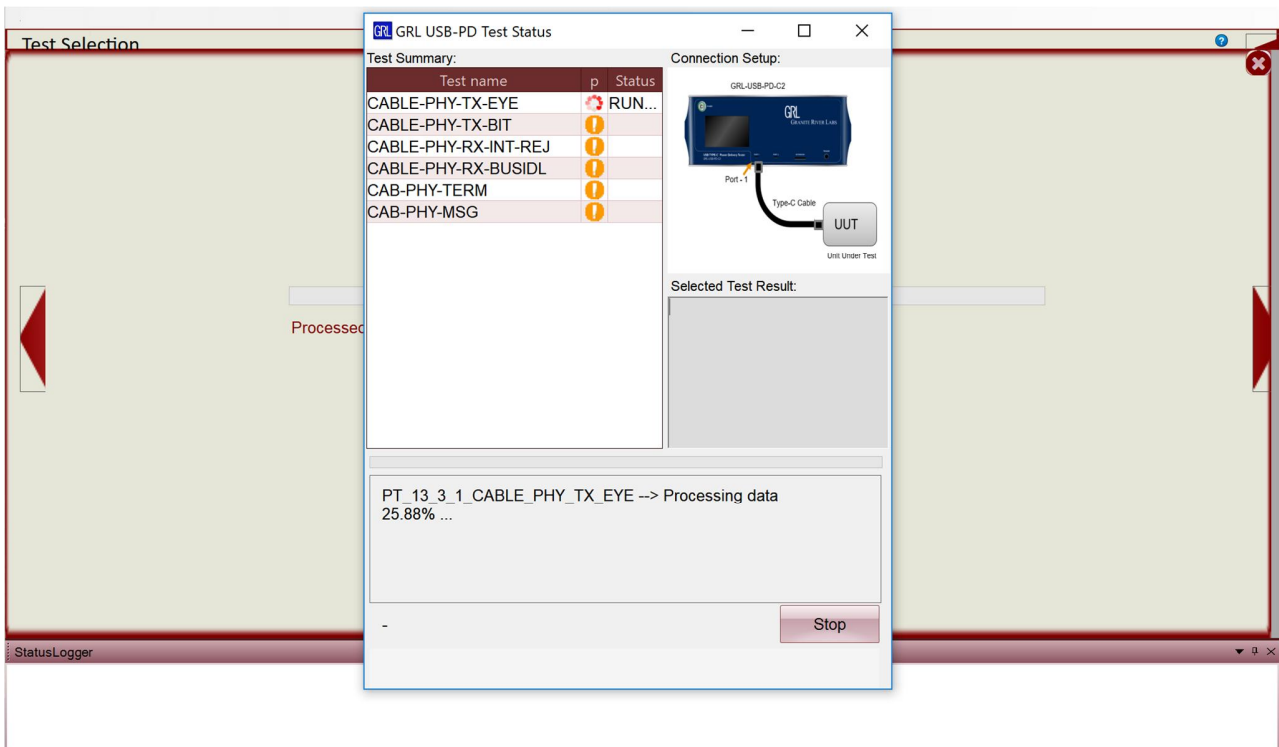 GRL GRL USB-PD Test Status
Test Selection
Test Summary:
Connection Setup:
Test name p Status
CABLE-PHY-TX-EYE RUN...
CABLE-PHY-TX-BIT
CABLE-PHY-RX-INT-REJ
CABLE-PHY-RX-BUSIDL
CAB-PHY-TERM
CAB-PHY-MSG
GRL-USB-PD-C2
GRL
GRANITE RIVER LABS
Port - 1
Type-C Cable
UUT
Unit Under Test
Selected Test Result:
Processed
PT_13_3_1_CABLE_PHY_TX_EYE --> Processing data
25.88% ...
-
Stop
StatusLogger